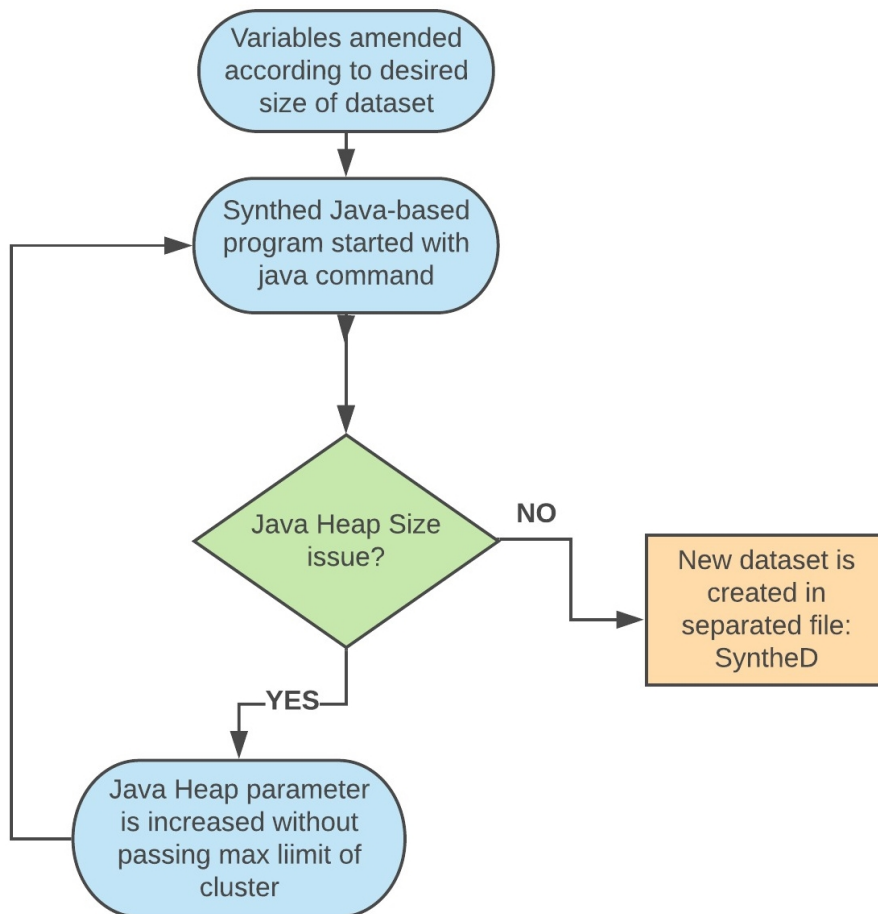 Variables amended
according to desired
size of dataset
Synthed Java-based
program started with
java command
Java Heap Size
issue?
NO
New dataset is
created in
separated file:
SyntheD
YES
Java Heap parameter
is increased without
passing max liimit of
cluster